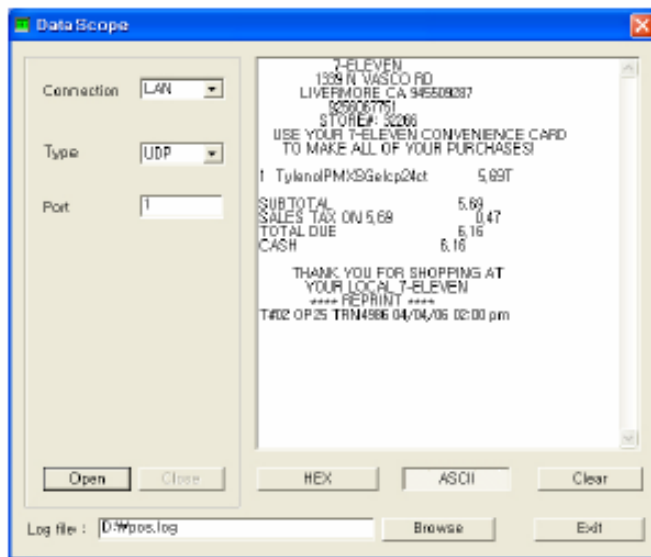 DataScope
Connection LAN
Type UDP
Port 1
7-ELEVEN
1339 N VASCO RD
LIVERMORE CA 945509287
9256067751
STORE#: 32266
USE YOUR 7-ELEVEN CONVENIENCE CARD
TO MAKE ALL OF YOUR PURCHASES!
1 TylenolPMXSGelcp24ct 5,69T
SUBTOTAL 5,69
SALES TAX ON 5,69 0,47
TOTAL DUE 6,16
CASH 6,16
THANK YOU FOR SHOPPING AT
YOUR LOCAL 7-ELEVEN
**** REPRINT ****
T#02 OP25 TRN4986 04/04/06 02:00 pm
Open Close HEX ASCII Clear
Log file : D:₩pos.log Browse Exit